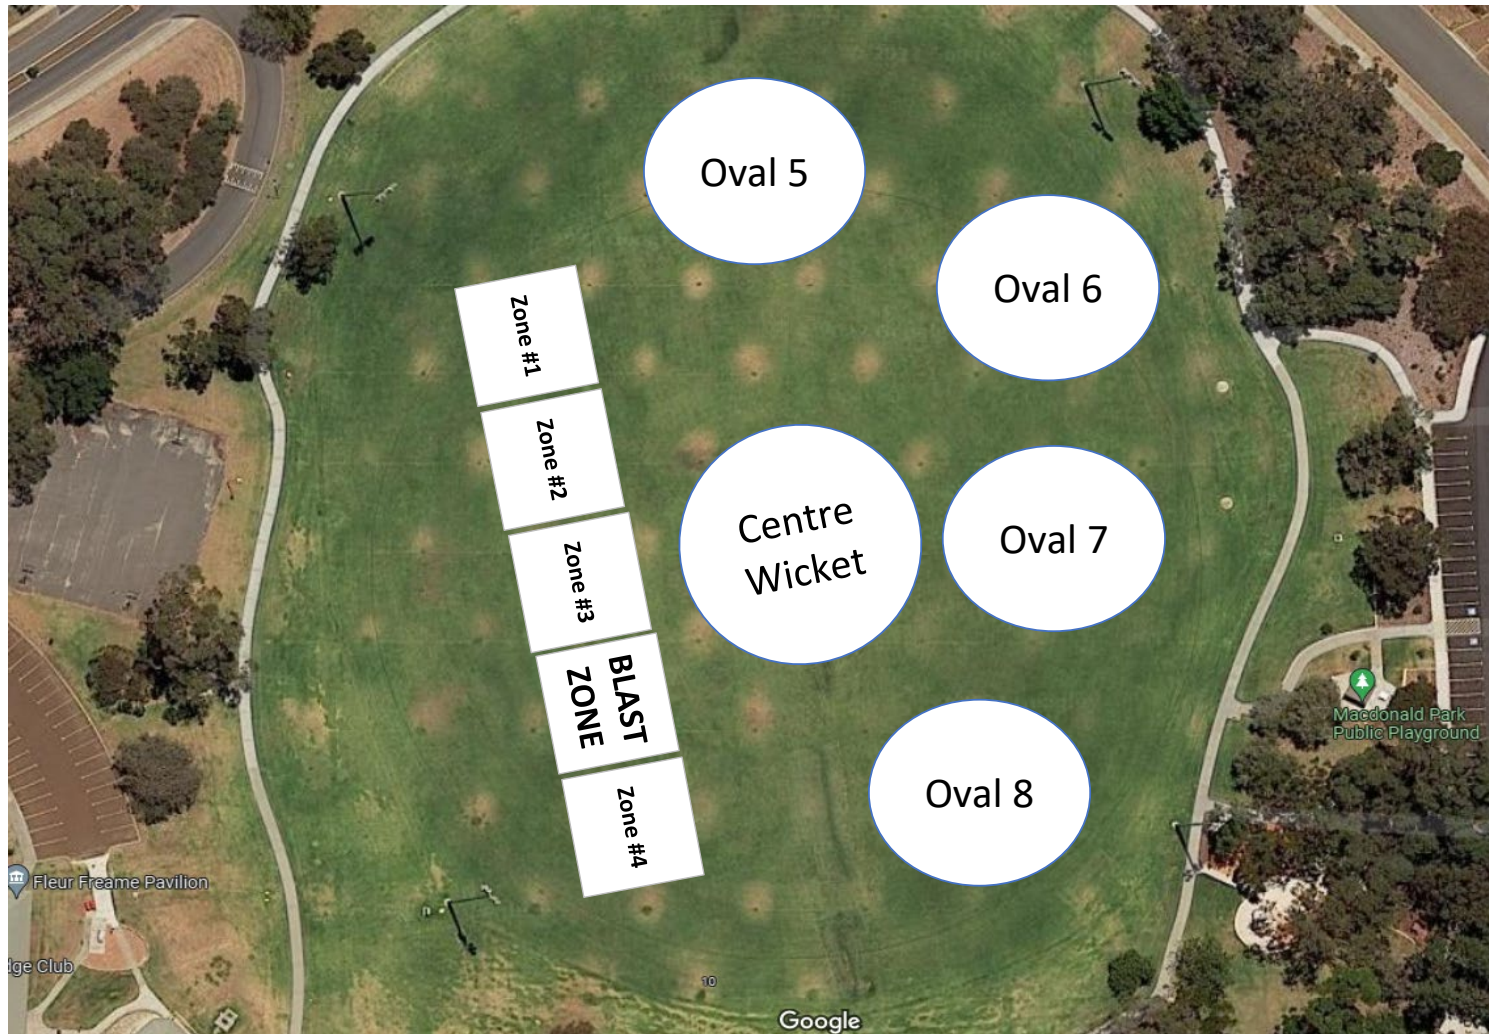 Oval 5
Oval 6
Zone #1
Zone #2
Centre
Wicket
Oval 7
Zone #3
BLAST
ZONE
Macdonald Park
Public Playground
Oval 8
Zone #4
Fleur Freame Pavilion
dge Club
10
Google